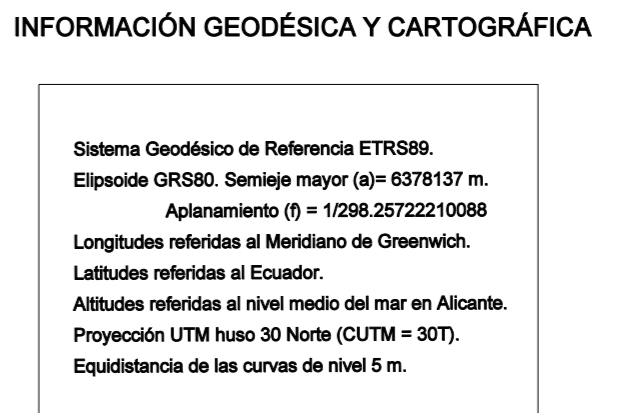 INFORMACIÓN GEODÉSICA Y CARTOGRÁFICA
Sistema Geodésico de Referencia ETRS89.
Elipsoide GRS80. Semieje mayor (a)= 6378137 m.
Aplanamiento (f) = 1/298.25722210088
Longitudes referidas al Meridiano de Greenwich.
Latitudes referidas al Ecuador.
Altitudes referidas al nivel medio del mar en Alicante.
Proyección UTM huso 30 Norte (CUTM = 30T).
Equidistancia de las curvas de nivel 5 m.